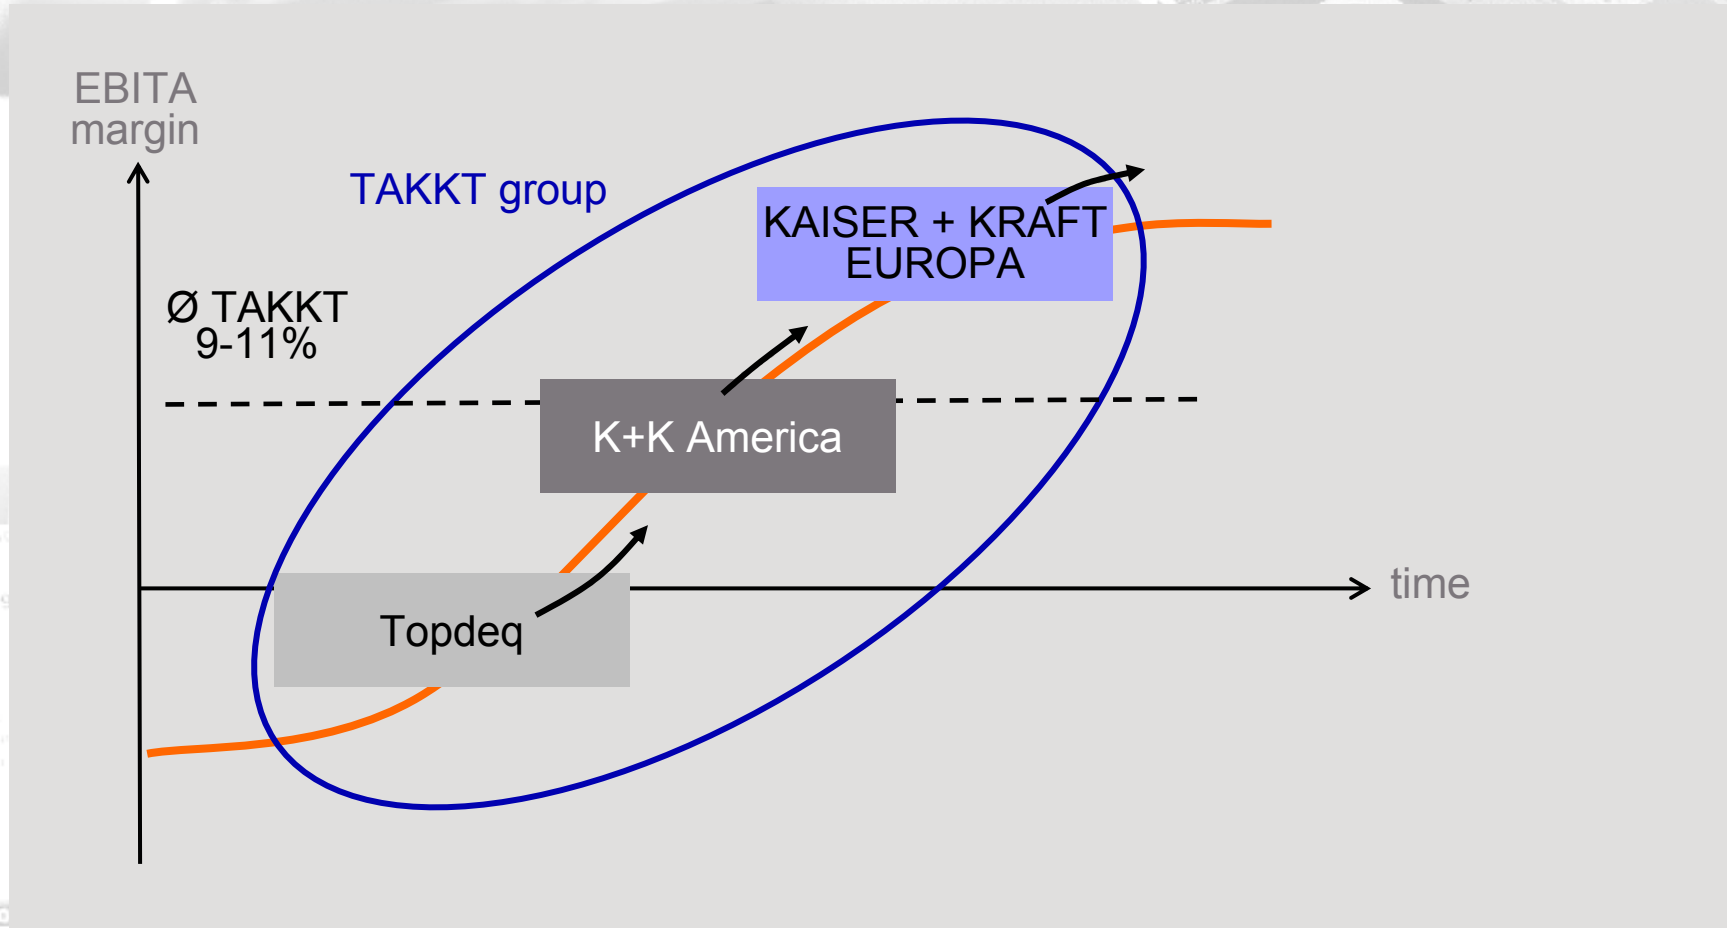 EBITA
margin
TAKKT group
KAISER + KRAFT
EUROPA
Ø TAKKT
9-11%
K+K America
time
Topdeq